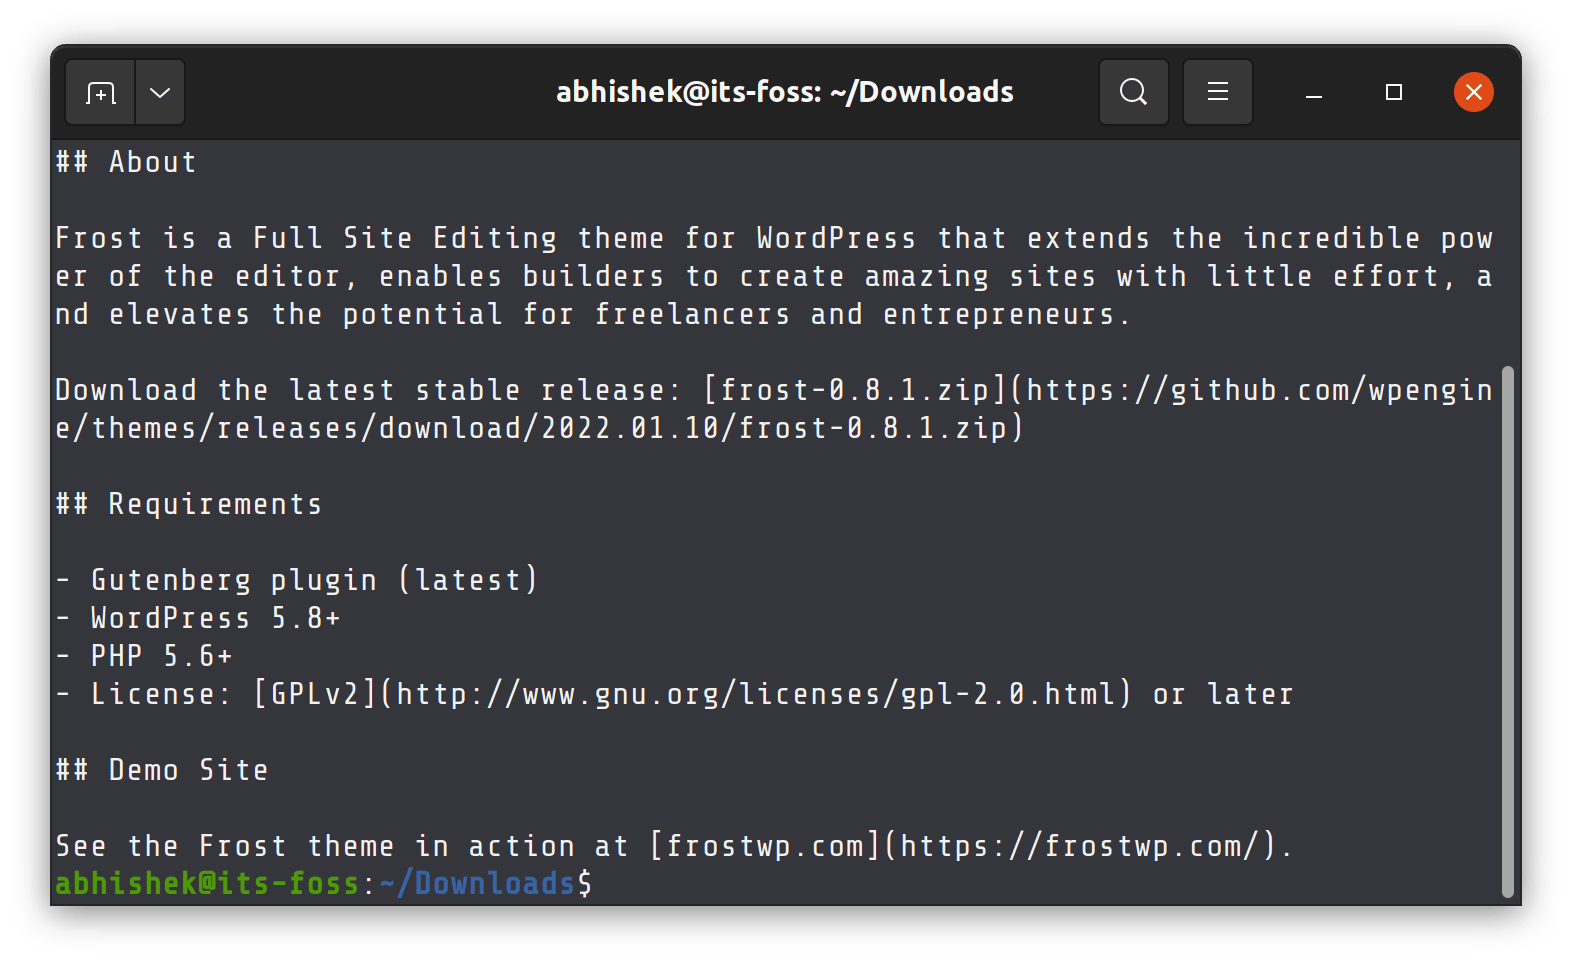 abhishek@its-foss: ~/Downloads
## About
Frost is a Full Site Editing theme for WordPress that extends the incredible pow
er of the editor, enables builders to create amazing sites with little effort, a
nd elevates the potential for freelancers and entrepreneurs.
Download the latest stable release: [frost-0.8.1.zip](https://github.com/wpengin
e/themes/releases/download/2022.01.10/frost-0.8.1.zip)
## Requirements
- Gutenberg plugin (latest)
- WordPress 5.8+
- PHP 5.6+
- License: [GPLv2](http://www.gnu.org/licenses/gpl-2.0.html) or later
## Demo Site
See the Frost theme in action at [frostwp.com](https://frostwp.com/).
abhishek@its-foss:~/Downloads$